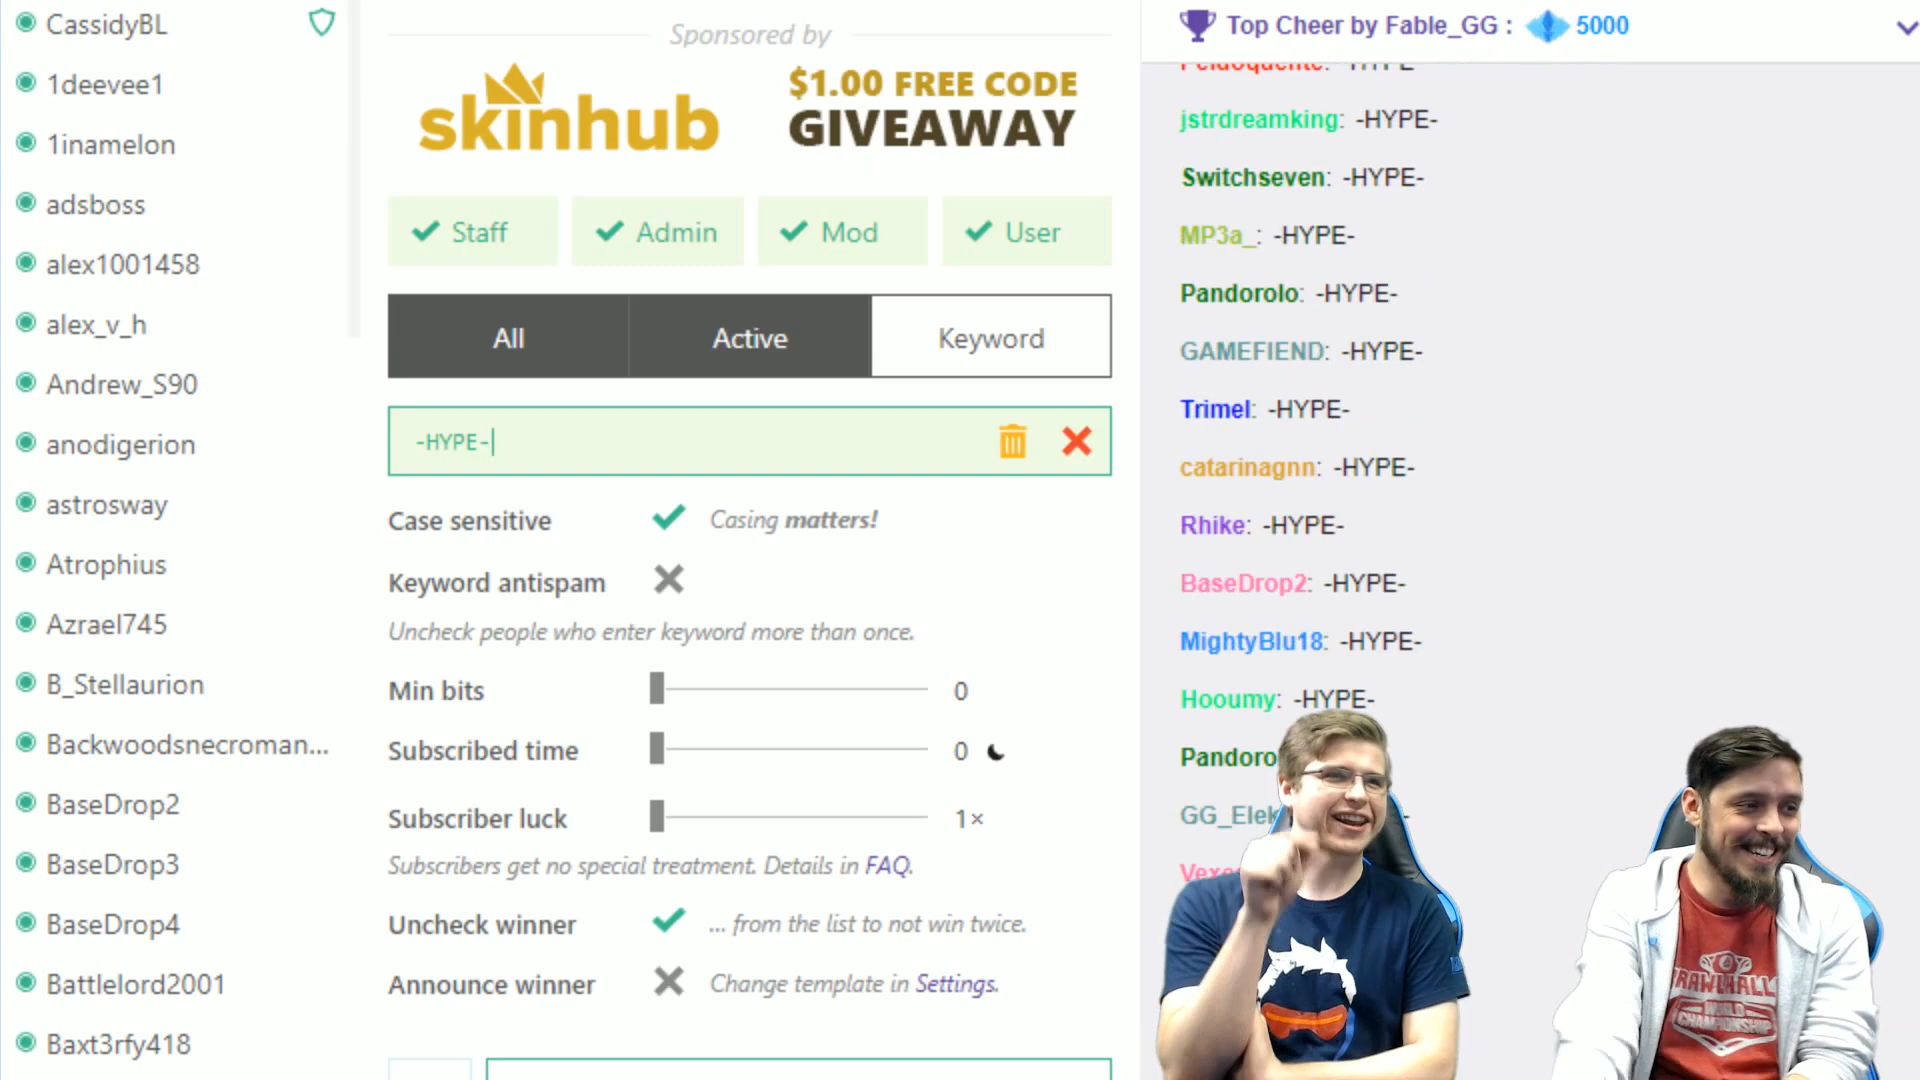 CassidyBL
1deevee1
1inamelon
adsboss
alex1001458
alex_v_h
Andrew_S90
anodigerion
astrosway
Atrophius
Azrael745
B_Stellaurion
Backwoodsnecroman...
BaseDrop2
BaseDrop3
BaseDrop4
Battlelord2001
Baxt3rfy418
Sponsored by
skinhub
$1.00 FREE CODE
GIVEAWAY
Staff
Admin
Mod
User
All
Active
Keyword
-HYPE-
Case sensitive
Casing matters!
Keyword antispam
Uncheck people who enter keyword more than once.
Min bits
0
Subscribed time
0
Subscriber luck
1×
Subscribers get no special treatment. Details in FAQ.
Uncheck winner
... from the list to not win twice.
Announce winner
Change template in Settings.
Top Cheer by Fable_GG : 5000
-HYPE
jstrdreamking: -HYPE-
Switchseven: -HYPE-
MP3a_: -HYPE-
Pandorolo: -HYPE-
GAMEFIEND: -HYPE-
Trimel: -HYPE-
catarinagnn: -HYPE-
Rhike: -HYPE-
BaseDrop2: -HYPE-
MightyBlu18: -HYPE-
Hooumy: -HYPE-
Pandoro
GG_Elek
WORLD
CHAMPIONSHIP